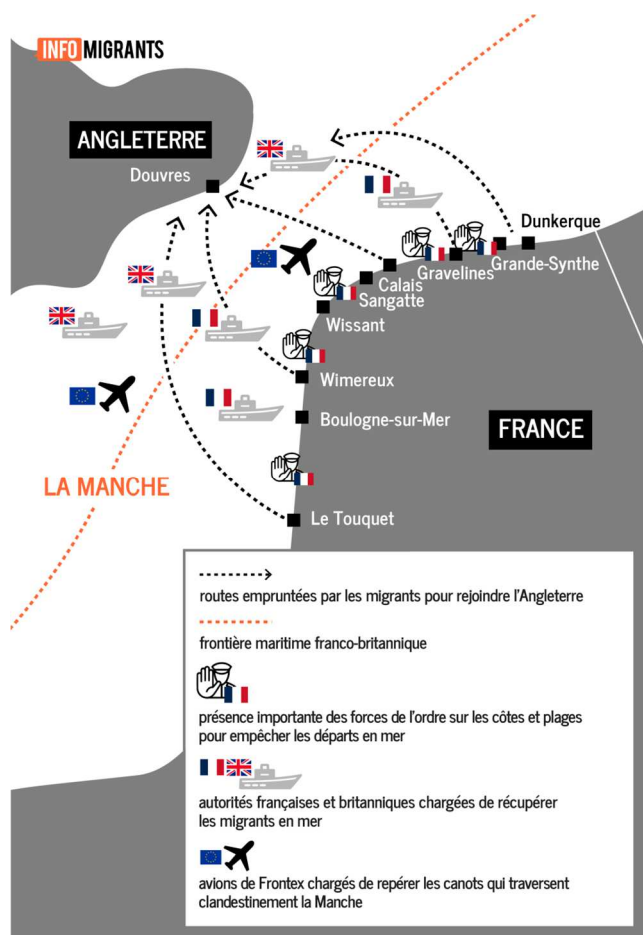 INFO MIGRANTS
ANGLETERRE
Douvres
Dunkerque
Grande-Synthe
Gravelines
Calais
Sangatte
Wissant
Wimereux
Boulogne-sur-Mer
FRANCE
LA MANCHE
Le Touquet
routes empruntées par les migrants pour rejoindre l'Angleterre
frontière maritime franco-britannique
présence importante des forces de l'ordre sur les côtes et plages
pour empêcher les départs en mer
autorités françaises et britanniques chargées de récupérer
les migrants en mer
avions de Frontex chargés de repérer les canots qui traversent
clandestinement la Manche